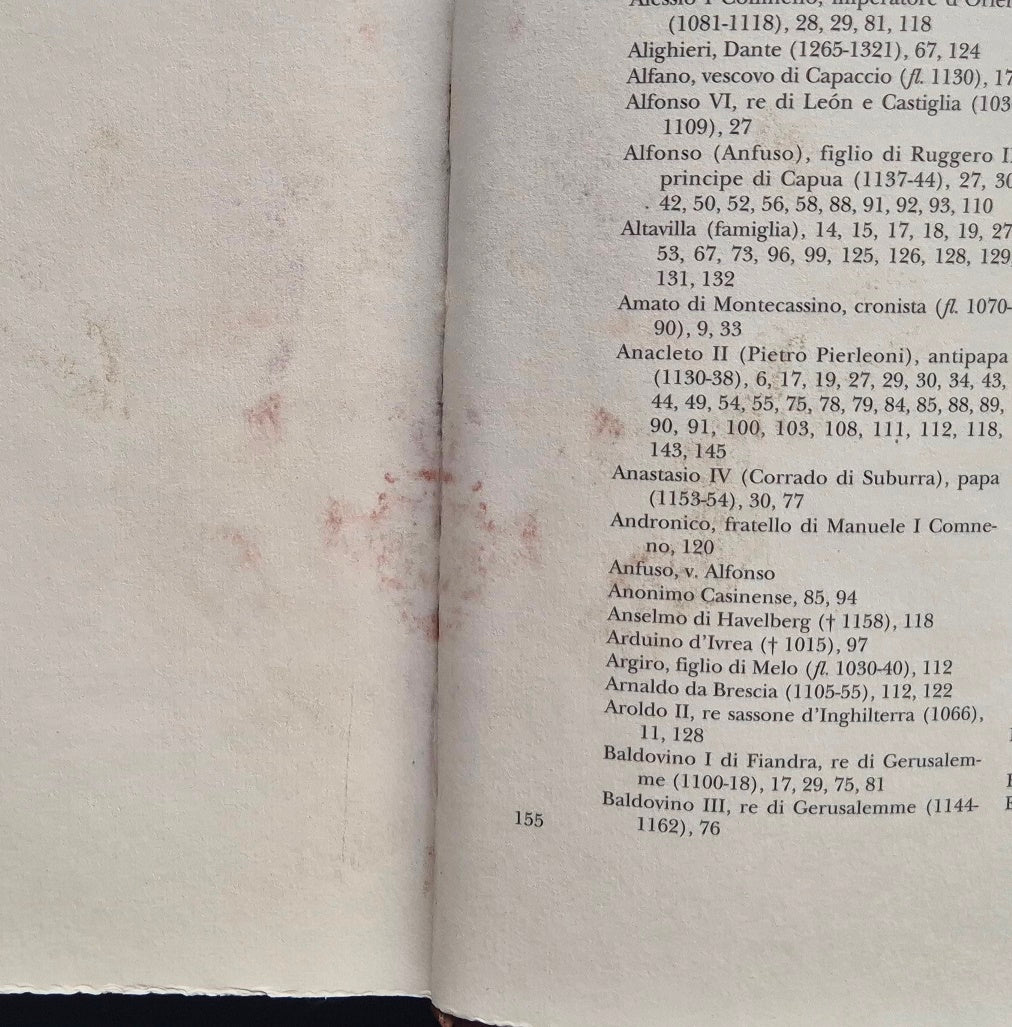 Alessio I Comneno, imperatore d'Orien
(1081-1118), 28, 29, 81, 118
Alighieri, Dante (1265-1321), 67, 124
Alfano, vescovo di Capaccio (fl. 1130), 17
Alfonso VI, re di León e Castiglia (103
1109), 27
Alfonso (Anfuso), figlio di Ruggero I
principe di Capua (1137-44), 27, 30
42, 50, 52, 56, 58, 88, 91, 92, 93, 110
Altavilla (famiglia), 14, 15, 17, 18, 19, 27
53, 67, 73, 96, 99, 125, 126, 128, 129,
131, 132
Amato di Montecassino, cronista (fl. 1070-
90), 9, 33
Anacleto II (Pietro Pierleoni), antipapa
(1130-38), 6, 17, 19, 27, 29, 30, 34, 43,
44, 49, 54, 55, 75, 78, 79, 84, 85, 88, 89,
90, 91, 100, 103, 108, 111, 112, 118,
143, 145
Anastasio IV (Corrado di Suburra), papa
(1153-54), 30, 77
Andronico, fratello di Manuele I Comne-
no, 120
Anfuso, v. Alfonso
Anonimo Casinense, 85, 94
Anselmo di Havelberg († 1158), 118
Arduino d'Ivrea († 1015), 97
Argiro, figlio di Melo (fl. 1030-40), 112
Arnaldo da Brescia (1105-55), 112, 122
Aroldo II, re sassone d'Inghilterra (1066),
11, 128
Baldovino I di Fiandra, re di Gerusalem-
me (1100-18), 17, 29, 75, 81
Baldovino III, re di Gerusalemme (1144-
1162), 76
155